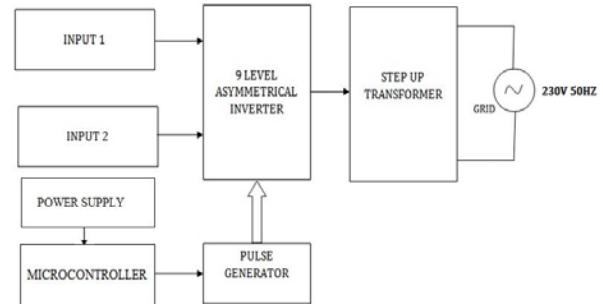 INPUT 1
9 LEVEL
ASYMMETRICAL
INVERTER
STEP UP
TRANSFORMER
GRID
230V 50HZ
INPUT 2
POWER SUPPLY
MICROCONTROLLER
PULSE
GENERATOR